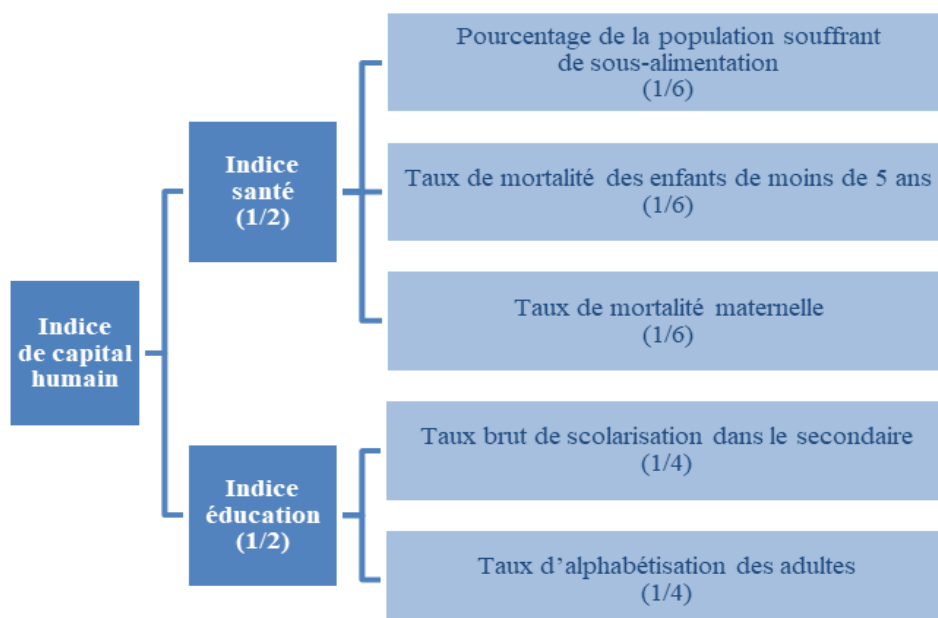 Indice
de capital
humain
Indice
santé
(1/2)
Pourcentage de la population souffrant
de sous-alimentation
(1/6)
Taux de mortalité des enfants de moins de 5 ans
(1/6)
Taux de mortalité maternelle
(1/6)
Indice
éducation
(1/2)
Taux brut de scolarisation dans le secondaire
(1/4)
Taux d'alphabétisation des adultes
(1/4)